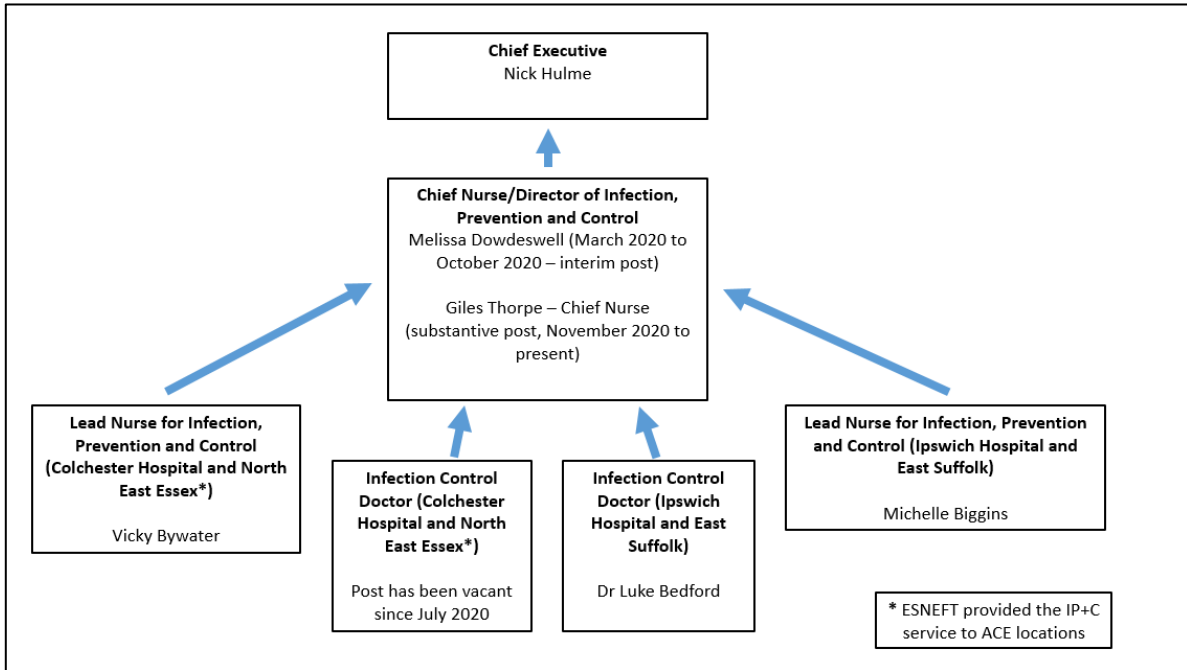 Chief Executive
Nick Hulme
Chief Nurse/Director of Infection,
Prevention and Control
Melissa Dowdeswell (March 2020 to
October 2020 – interim post)
Giles Thorpe – Chief Nurse
(substantive post, November 2020 to
present)
Lead Nurse for Infection,
Prevention and Control
(Colchester Hospital and North
East Essex*)
Vicky Bywater
Infection Control
Doctor (Colchester
Hospital and North
East Essex*)
Post has been vacant
since July 2020
Infection Control
Doctor (Ipswich
Hospital and East
Suffolk)
Dr Luke Bedford
Lead Nurse for Infection, Prevention
and Control (Ipswich Hospital and
East Suffolk)
Michelle Biggins
* ESNEFT provided the IP+C
service to ACE locations